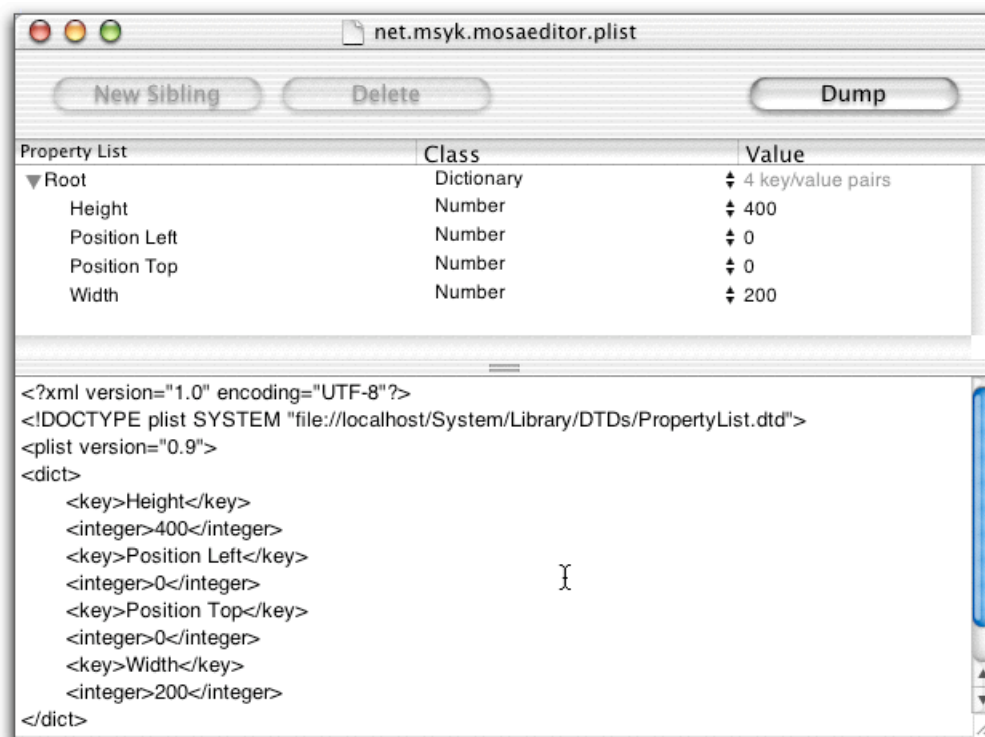 net.msyk.mosaeditor.plist
New Sibling Delete Dump
Property List Class Value
Root Dictionary 4 key/value pairs
Height Number 400
Position Left Number 0
Position Top Number 0
Width Number 200
<?xml version="1.0" encoding="UTF-8"?>
<!DOCTYPE plist SYSTEM "file://localhost/System/Library/DTDs/PropertyList.dtd">
<plist version="0.9">
<dict>
<key>Height</key>
<integer>400</integer>
<key>Position Left</key>
<integer>0</integer>
<key>Position Top</key>
<integer>0</integer>
<key>Width</key>
<integer>200</integer>
</dict>